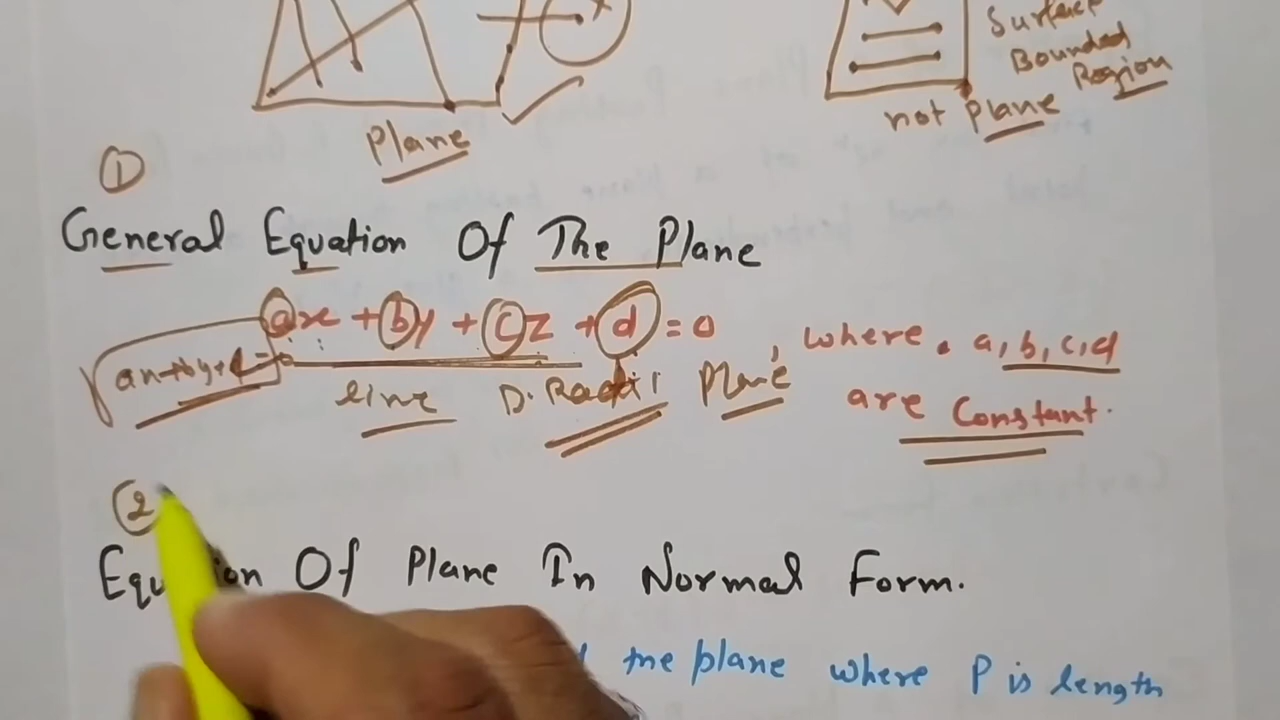 Surface
Bounded
Region
not Plane
Plane
1
General Equation Of The Plane
ax + by + cz + d = 0, where a, b, c, d
line
Plane
are Constant.
2
Of Plane In Normal Form.
the plane where P is length